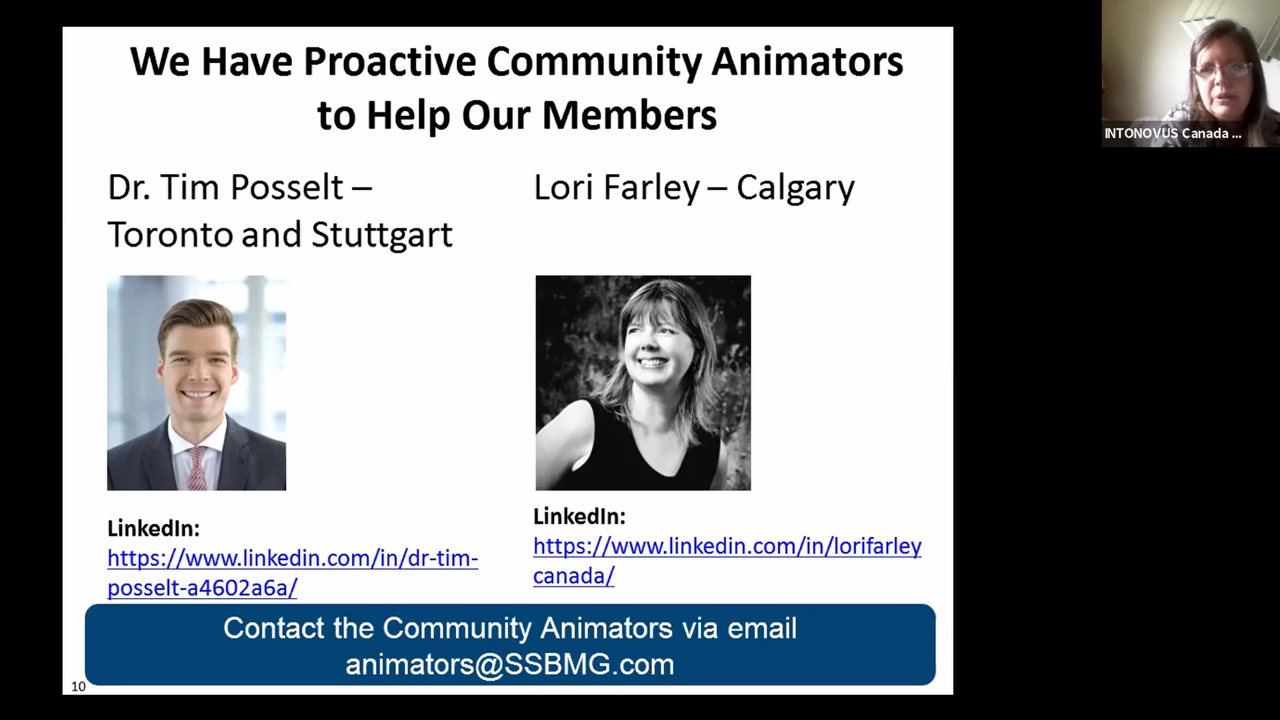 We Have Proactive Community Animators
to Help Our Members
Dr. Tim Posselt –
Toronto and Stuttgart
Lori Farley – Calgary
LinkedIn:
https://www.linkedin.com/in/dr-tim-
posselt-a4602a6a/
LinkedIn:
https://www.linkedin.com/in/lorifarley
canada/
Contact the Community Animators via email
animators@SSBMG.com
10
INTONOVUS Canada ...